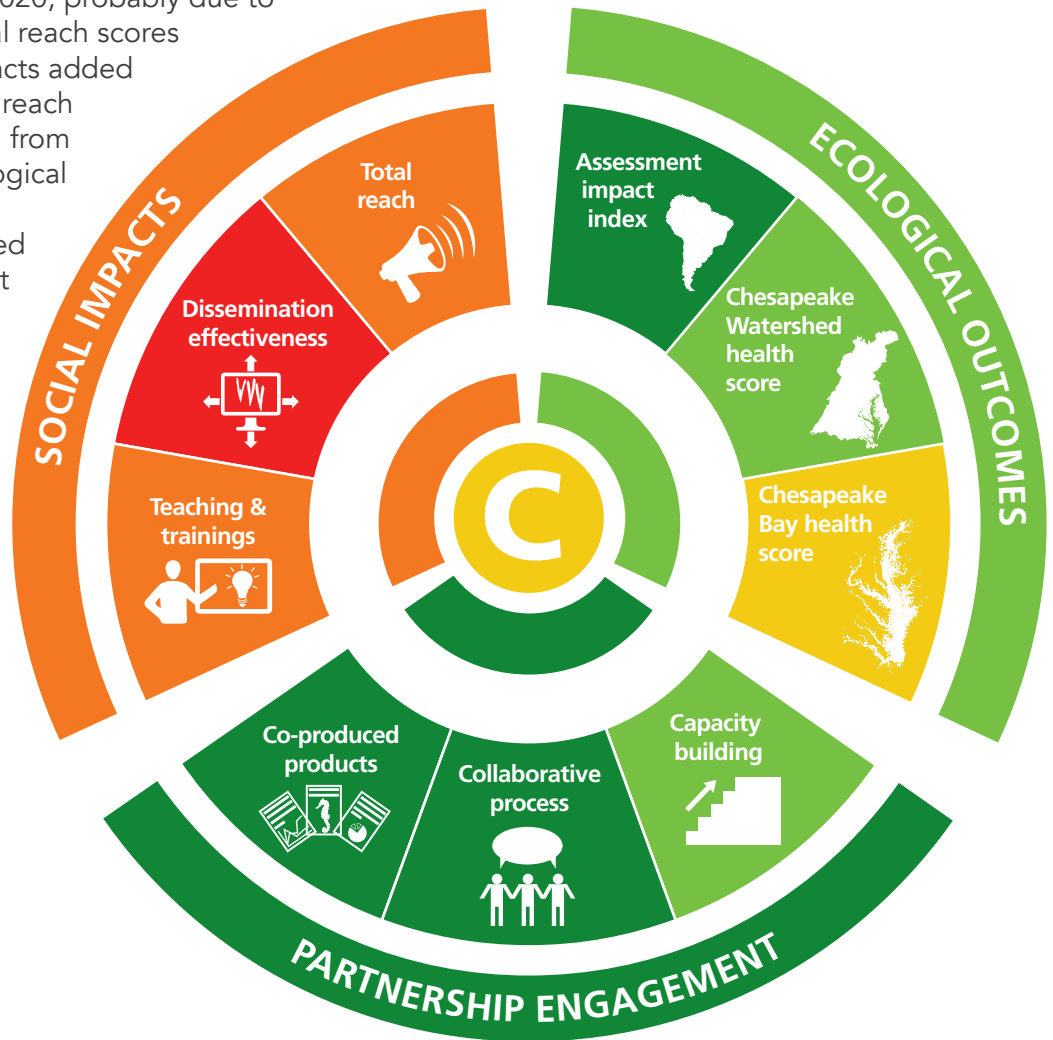 020, probably due to
al reach scores
acts added
reach
from
ogical
ed
t
SOCIAL IMPACTS
Total
reach
Dissemination
effectiveness
Teaching &
trainings
ECOLOGICAL OUTCOMES
Assessment
impact
index
Chesapeake
Watershed
health
score
Chesapeake
Bay health
score
C
Co-produced
products
Collaborative
process
Capacity
building
PARTNERSHIP ENGAGEMENT